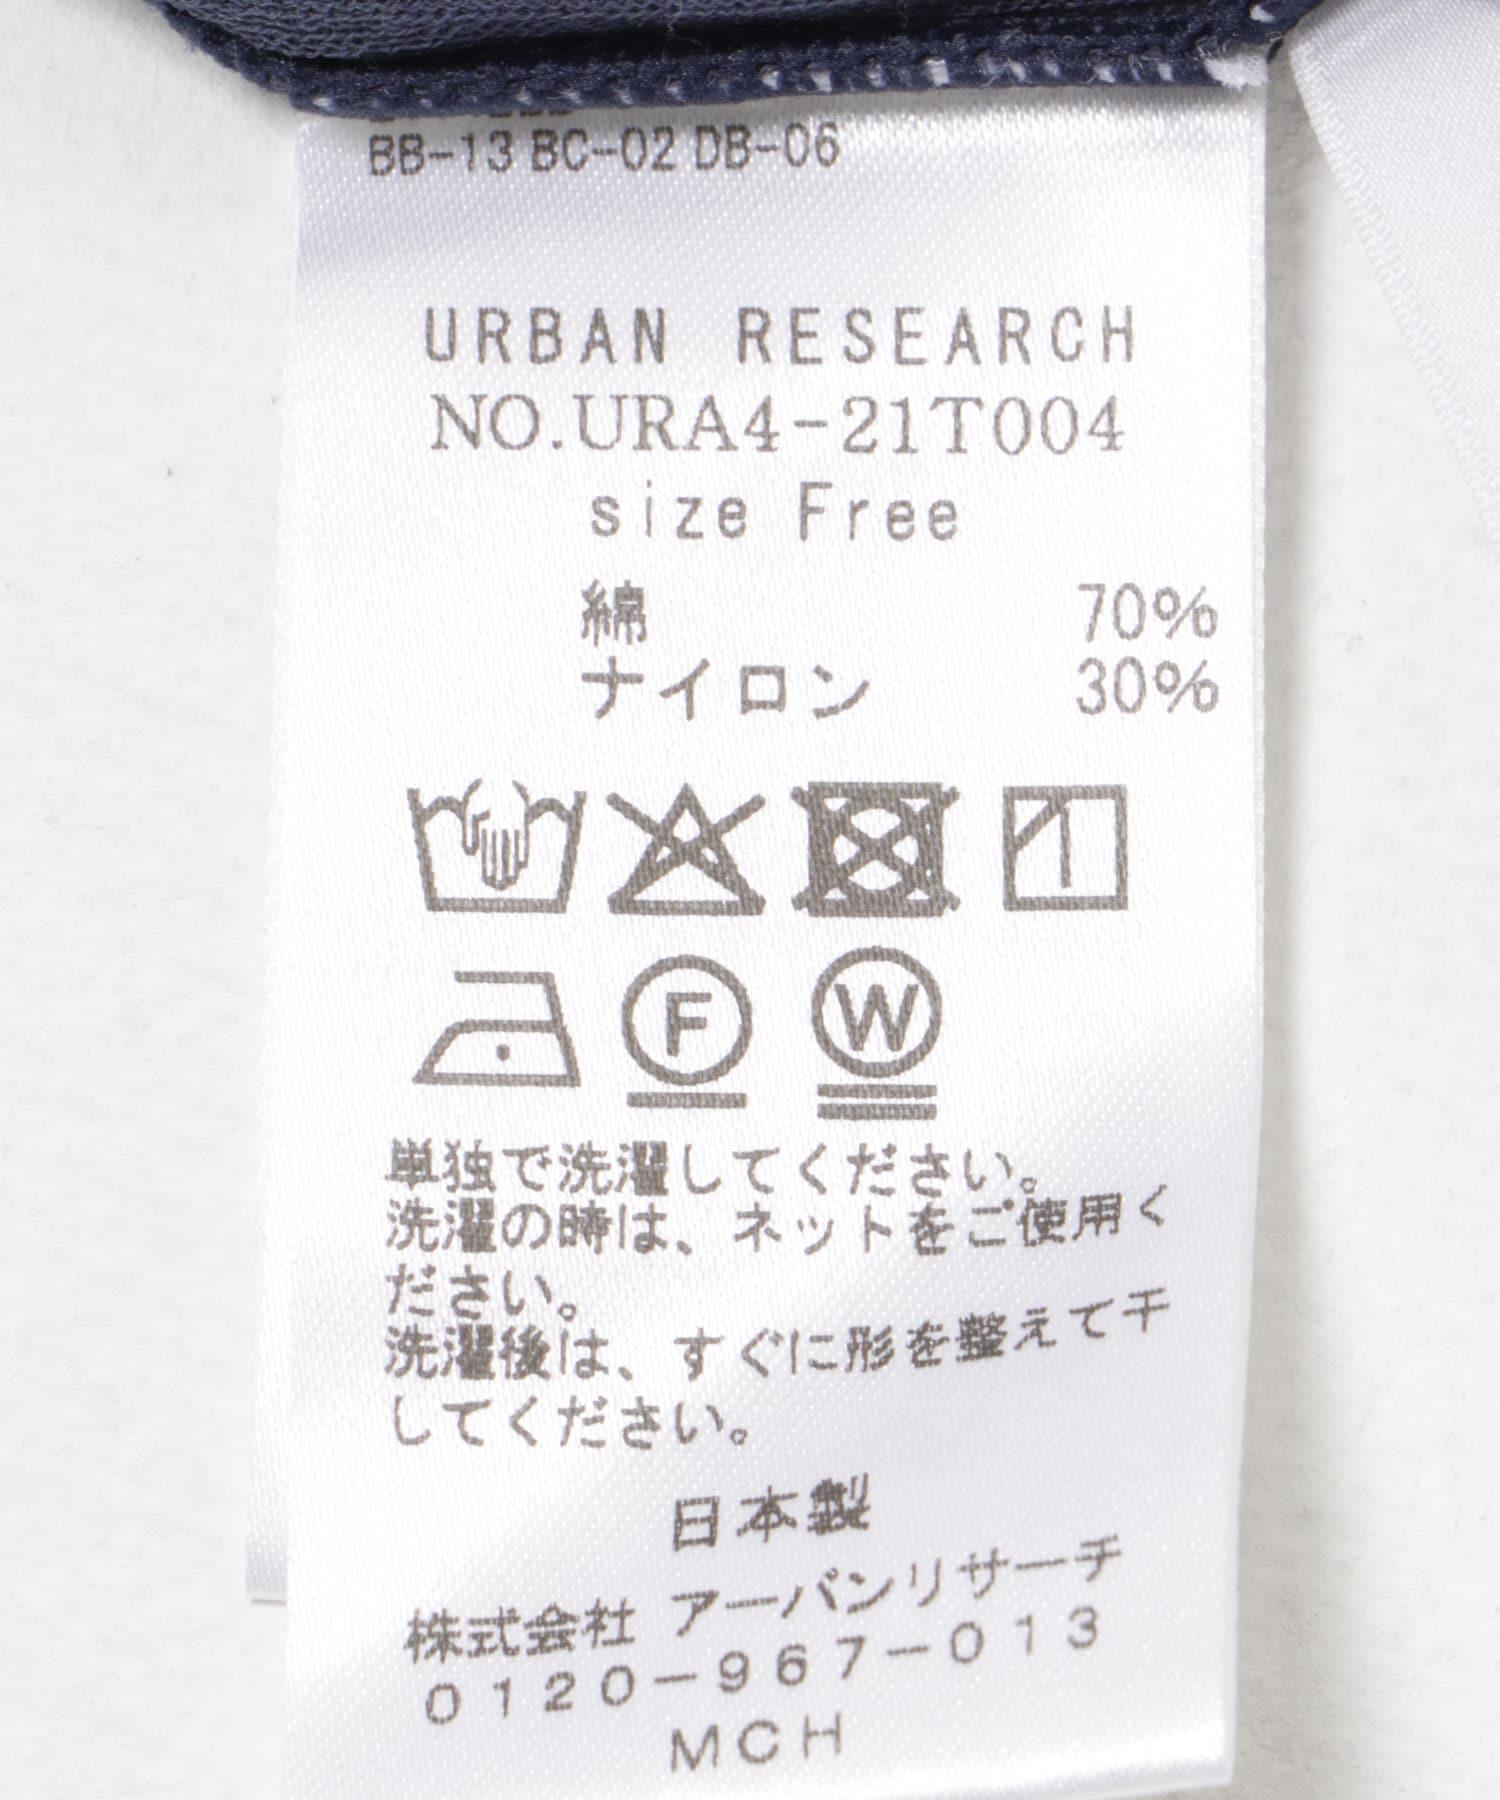 BB-13 BC-02 DB-06
URBAN RESEARCH
NO.URA4-21T004
size Free
綿 70%
ナイロン 30%
F W
単独で洗濯してください。
洗濯の時は、ネットをご使用く
ださい。
洗濯後は、すぐに形を整えて干
してください。
日本製
株式会社 アーバンリサーチ
0120-967-013
MCH